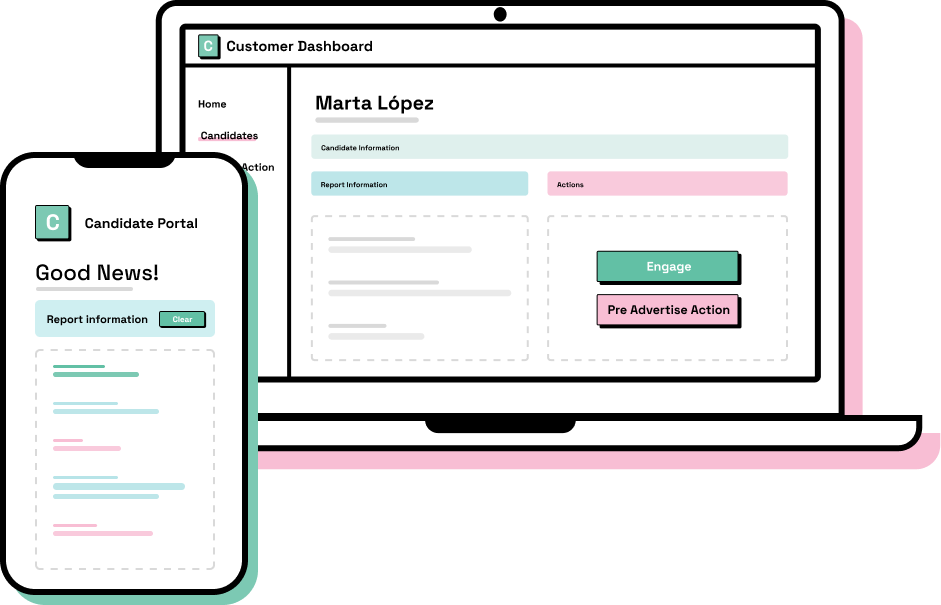 C Customer Dashboard
Home
Candidates
Action
Marta López
Candidate Information
Report Information
Actions
Engage
Pre Advertise Action
C Candidate Portal
Good News!
Report information
Clear